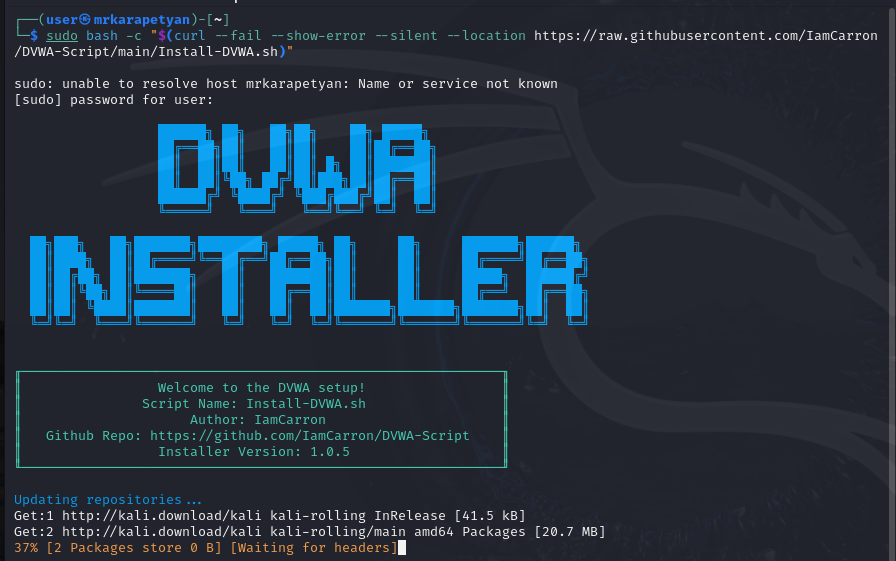 ┌──(user㉿mrkarapetyan)-[~]
└─$ sudo bash -c "$(curl --fail --show-error --silent --location https://raw.githubusercontent.com/IamCarron
/DVWA-Script/main/Install-DVWA.sh)"
sudo: unable to resolve host mrkarapetyan: Name or service not known
[sudo] password for user:
DVWA
INSTALLER
Welcome to the DVWA setup!
Script Name: Install-DVWA.sh
Author: IamCarron
Github Repo: https://github.com/IamCarron/DVWA-Script
Installer Version: 1.0.5
Updating repositories...
Get:1 http://kali.download/kali kali-rolling InRelease [41.5 kB]
Get:2 http://kali.download/kali kali-rolling/main amd64 Packages [20.7 MB]
37% [2 Packages store 0 B] [Waiting for headers]